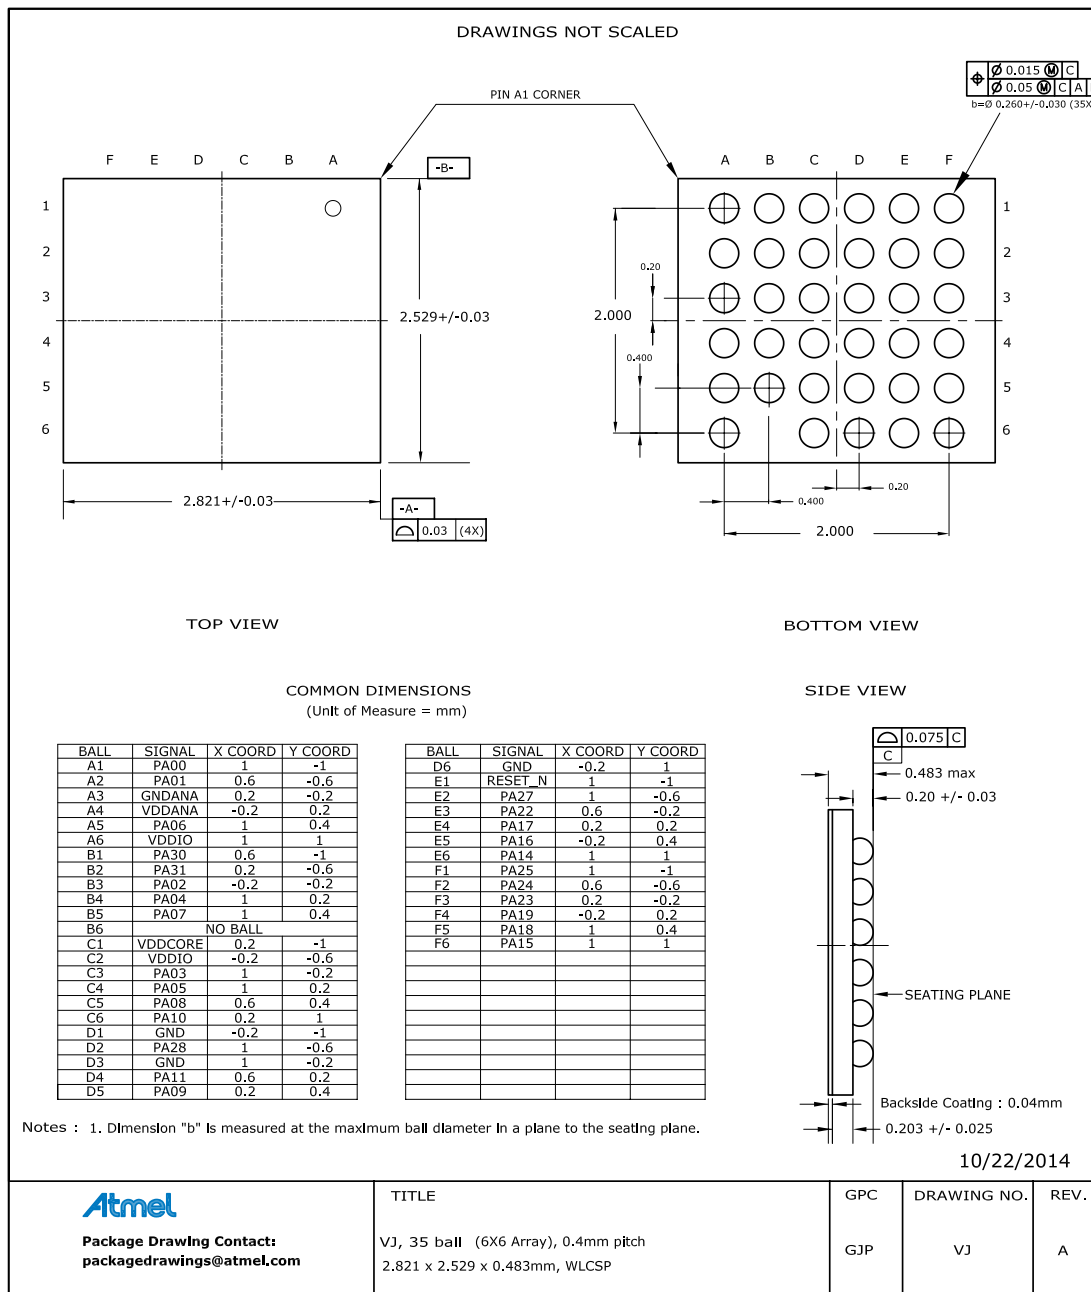 DRAWINGS NOT SCALED
⌖ Ø 0.015 Ⓜ C
Ø 0.05 Ⓜ C A
b=Ø 0.260+/-0.030 (35X
PIN A1 CORNER
F E D C B A
-B-
1
2
3
4
5
6
2.529+/-0.03
2.821+/-0.03
-A-
0.03 (4X)
TOP VIEW
A B C D E F
1
2
3
4
5
6
0.20
2.000
0.400
0.20
0.400
2.000
BOTTOM VIEW
COMMON DIMENSIONS
(Unit of Measure = mm)
BALL SIGNAL X COORD Y COORD
A1 PA00 1 -1
A2 PA01 0.6 -0.6
A3 GNDANA 0.2 -0.2
A4 VDDANA -0.2 0.2
A5 PA06 1 0.4
A6 VDDIO 1 1
B1 PA30 0.6 -1
B2 PA31 0.2 -0.6
B3 PA02 -0.2 -0.2
B4 PA04 1 0.2
B5 PA07 1 0.4
B6 NO BALL
C1 VDDCORE 0.2 -1
C2 VDDIO -0.2 -0.6
C3 PA03 1 -0.2
C4 PA05 1 0.2
C5 PA08 0.6 0.4
C6 PA10 0.2 1
D1 GND -0.2 -1
D2 PA28 1 -0.6
D3 GND 1 -0.2
D4 PA11 0.6 0.2
D5 PA09 0.2 0.4
BALL SIGNAL X COORD Y COORD
D6 GND -0.2 1
E1 RESET_N 1 -1
E2 PA27 1 -0.6
E3 PA22 0.6 -0.2
E4 PA17 0.2 0.2
E5 PA16 -0.2 0.4
E6 PA14 1 1
F1 PA25 1 -1
F2 PA24 0.6 -0.6
F3 PA23 0.2 -0.2
F4 PA19 -0.2 0.2
F5 PA18 1 0.4
F6 PA15 1 1
SIDE VIEW
0.075 C
C
0.483 max
0.20 +/- 0.03
SEATING PLANE
Backside Coating : 0.04mm
0.203 +/- 0.025
Notes : 1. Dimension "b" is measured at the maximum ball diameter in a plane to the seating plane.
10/22/2014
Atmel
Package Drawing Contact:
packagedrawings@atmel.com
TITLE
VJ, 35 ball (6X6 Array), 0.4mm pitch
2.821 x 2.529 x 0.483mm, WLCSP
GPC
GJP
DRAWING NO.
VJ
REV.
A